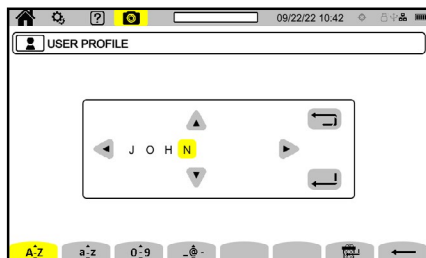 ? 09/22/22 10:42
USER PROFILE
J O H N
A-Z a-z 0-9 _@-